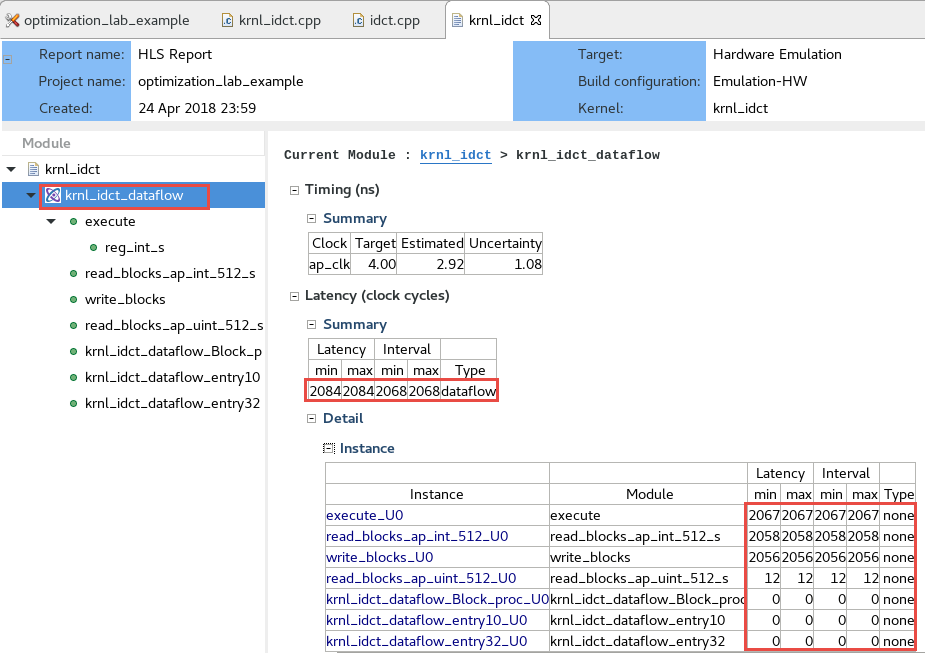 optimization_lab_example krnl_idct.cpp idct.cpp krnl_idct
Report name: HLS Report Target: Hardware Emulation
Project name: optimization_lab_example Build configuration: Emulation-HW
Created: 24 Apr 2018 23:59 Kernel: krnl_idct
Module
krnl_idct
krnl_idct_dataflow
execute
reg_int_s
read_blocks_ap_int_512_s
write_blocks
read_blocks_ap_uint_512_s
krnl_idct_dataflow_Block_p
krnl_idct_dataflow_entry10
krnl_idct_dataflow_entry32
Current Module : krnl_idct > krnl_idct_dataflow
Timing (ns)
Summary
Clock Target Estimated Uncertainty
ap_clk 4.00 2.92 1.08
Latency (clock cycles)
Summary
Latency Interval
min max min max Type
2084 2084 2068 2068 dataflow
Detail
Instance
Latency Interval
Instance Module min max min max Type
execute_U0 execute 2067 2067 2067 2067 none
read_blocks_ap_int_512_U0 read_blocks_ap_int_512_s 2058 2058 2058 2058 none
write_blocks_U0 write_blocks 2056 2056 2056 2056 none
read_blocks_ap_uint_512_U0 read_blocks_ap_uint_512_s 12 12 12 12 none
krnl_idct_dataflow_Block_proc_U0 krnl_idct_dataflow_Block_proc 0 0 0 0 none
krnl_idct_dataflow_entry10_U0 krnl_idct_dataflow_entry10 0 0 0 0 none
krnl_idct_dataflow_entry32_U0 krnl_idct_dataflow_entry32 0 0 0 0 none